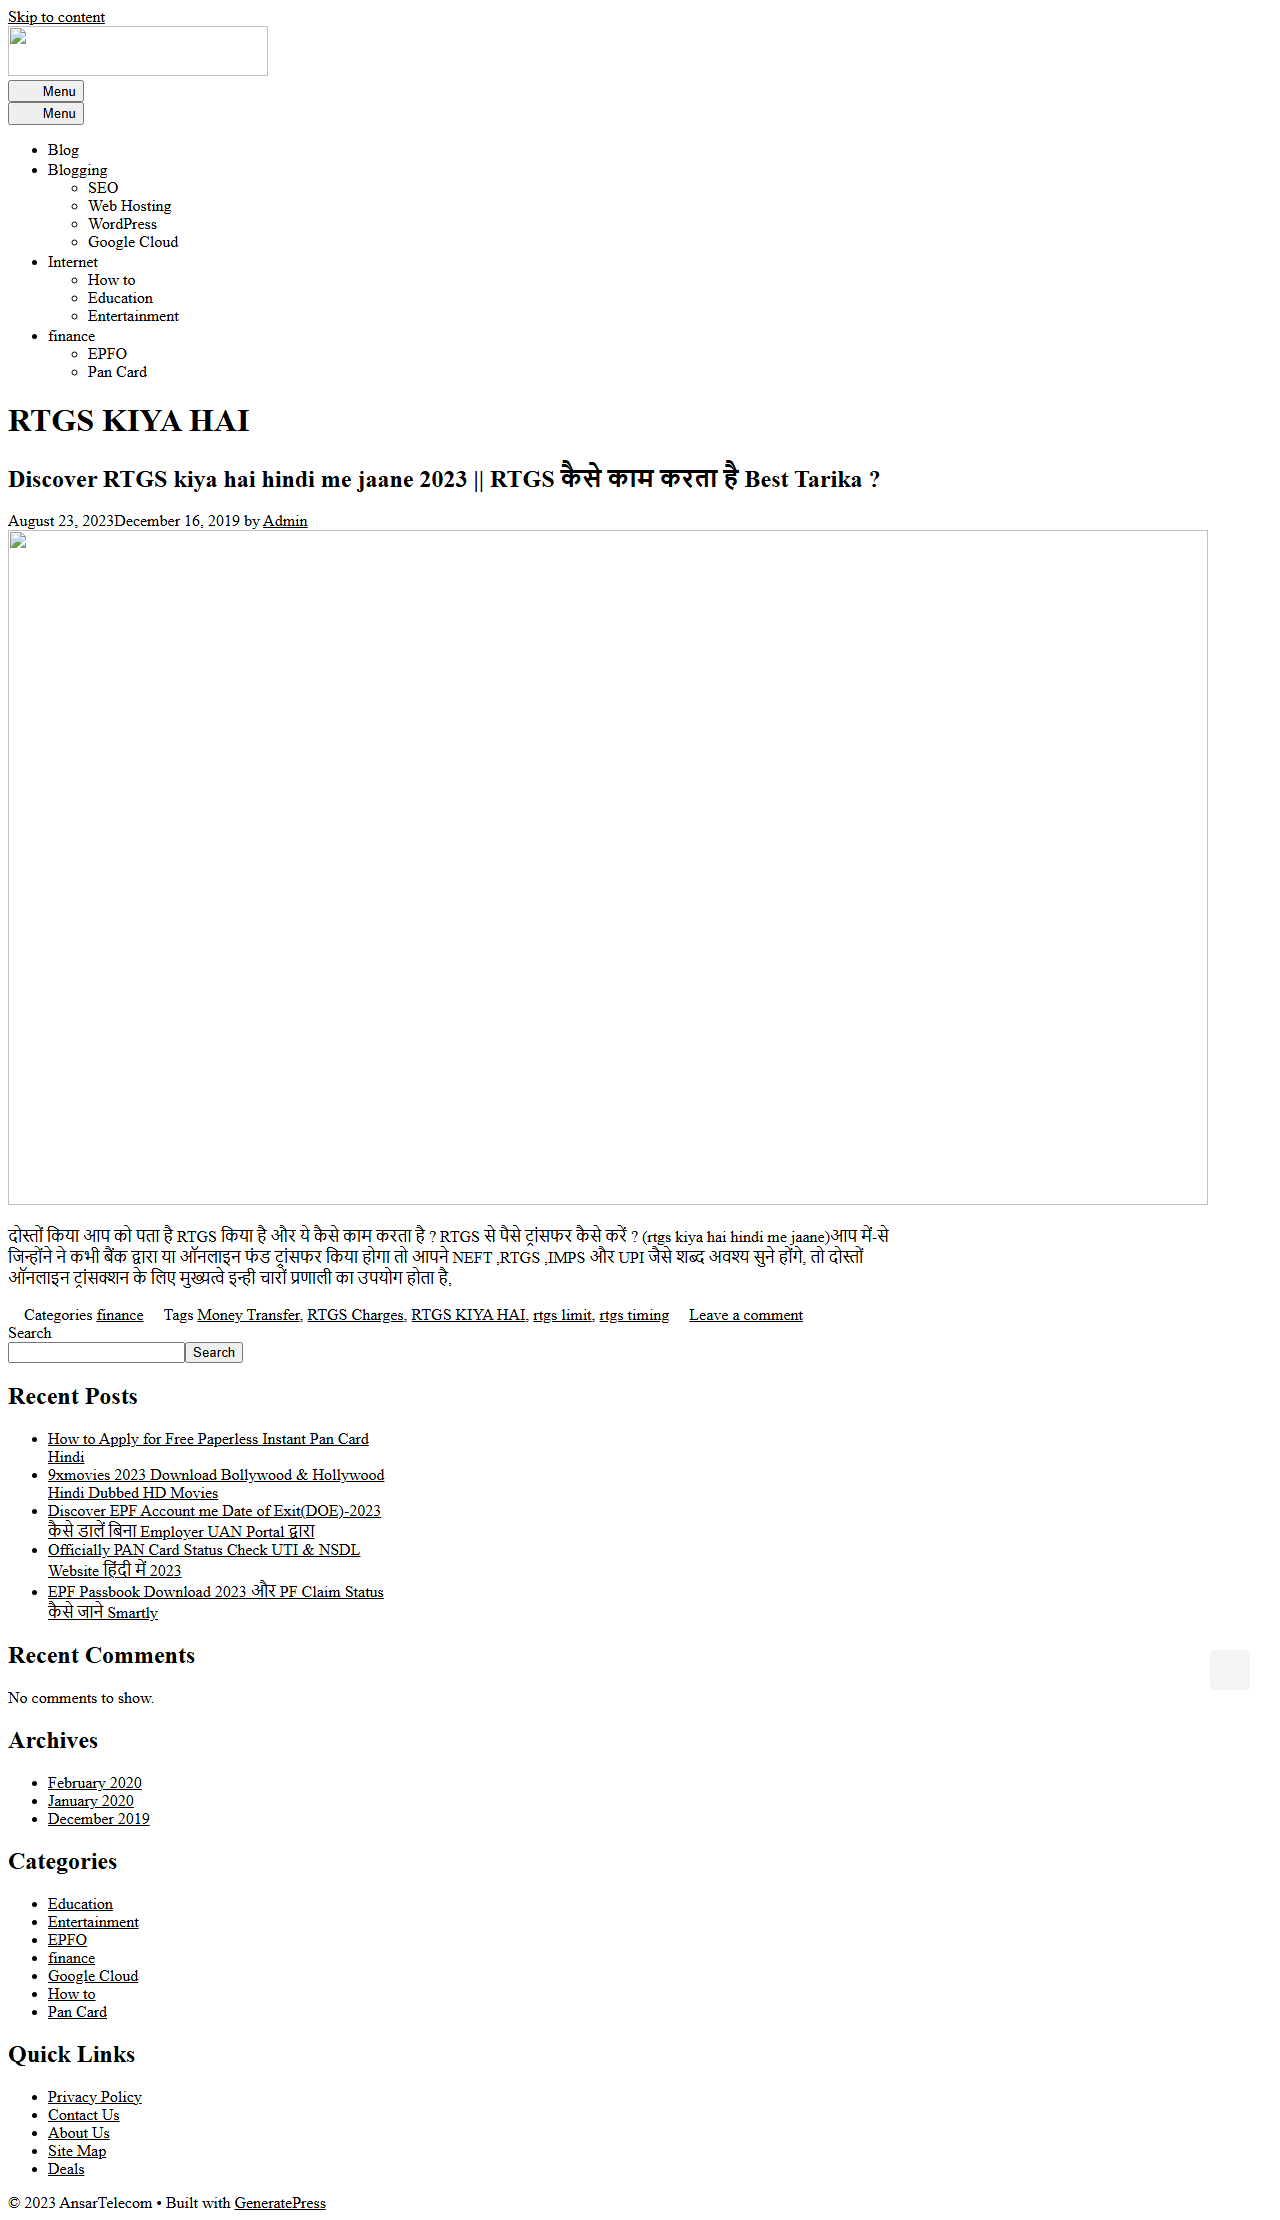 Skip to content
Menu
Menu
Blog
Blogging
SEO
Web Hosting
WordPress
Google Cloud
Internet
How to
Education
Entertainment
finance
EPFO
Pan Card
RTGS KIYA HAI
Discover RTGS kiya hai hindi me jaane 2023 || RTGS कैसे काम करता है Best Tarika ?
August 23, 2023December 16, 2019 by Admin
दोस्तों किया आप को पता है RTGS किया है और ये कैसे काम करता है ? RTGS से पैसे ट्रांसफर कैसे करें ? (rtgs kiya hai hindi me jaane)आप में-से
जिन्होंने ने कभी बैंक द्वारा या ऑनलाइन फंड ट्रांसफर किया होगा तो आपने NEFT ,RTGS ,IMPS और UPI जैसे शब्द अवश्य सुने होंगे, तो दोस्तों
ऑनलाइन ट्रांसक्शन के लिए मुख्यत्वे इन्ही चारों प्रणाली का उपयोग होता है,
Categories finance Tags Money Transfer, RTGS Charges, RTGS KIYA HAI, rtgs limit, rtgs timing Leave a comment
Search
Search
Recent Posts
How to Apply for Free Paperless Instant Pan Card
Hindi
9xmovies 2023 Download Bollywood & Hollywood
Hindi Dubbed HD Movies
Discover EPF Account me Date of Exit(DOE)-2023
कैसे डालें बिना Employer UAN Portal द्वारा
Officially PAN Card Status Check UTI & NSDL
Website हिंदी में 2023
EPF Passbook Download 2023 और PF Claim Status
कैसे जाने Smartly
Recent Comments
No comments to show.
Archives
February 2020
January 2020
December 2019
Categories
Education
Entertainment
EPFO
finance
Google Cloud
How to
Pan Card
Quick Links
Privacy Policy
Contact Us
About Us
Site Map
Deals
© 2023 AnsarTelecom • Built with GeneratePress